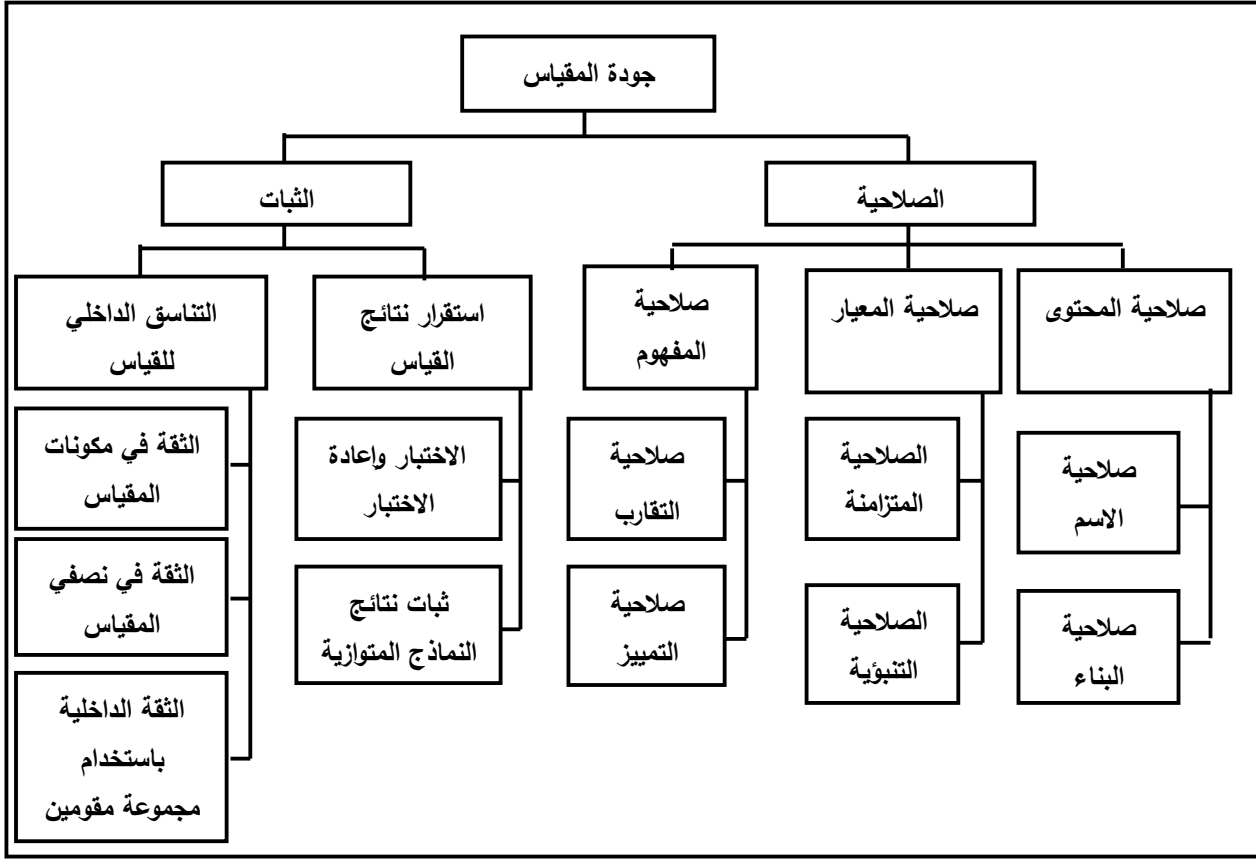 جودة المقياس
الصلاحية
الثبات
صلاحية المحتوى
صلاحية المعيار
صلاحية
المفهوم
استقرار نتائج
القياس
التناسق الداخلي
للقياس
صلاحية
الاسم
الصلاحية
المتزامنة
صلاحية
التقارب
الاختبار وإعادة
الاختبار
الثقة في مكونات
المقياس
صلاحية
البناء
الصلاحية
التنبؤية
صلاحية
التمييز
ثبات نتائج
النماذج المتوازية
الثقة في نصفي
المقياس
الثقة الداخلية
باستخدام
مجموعة مقومين